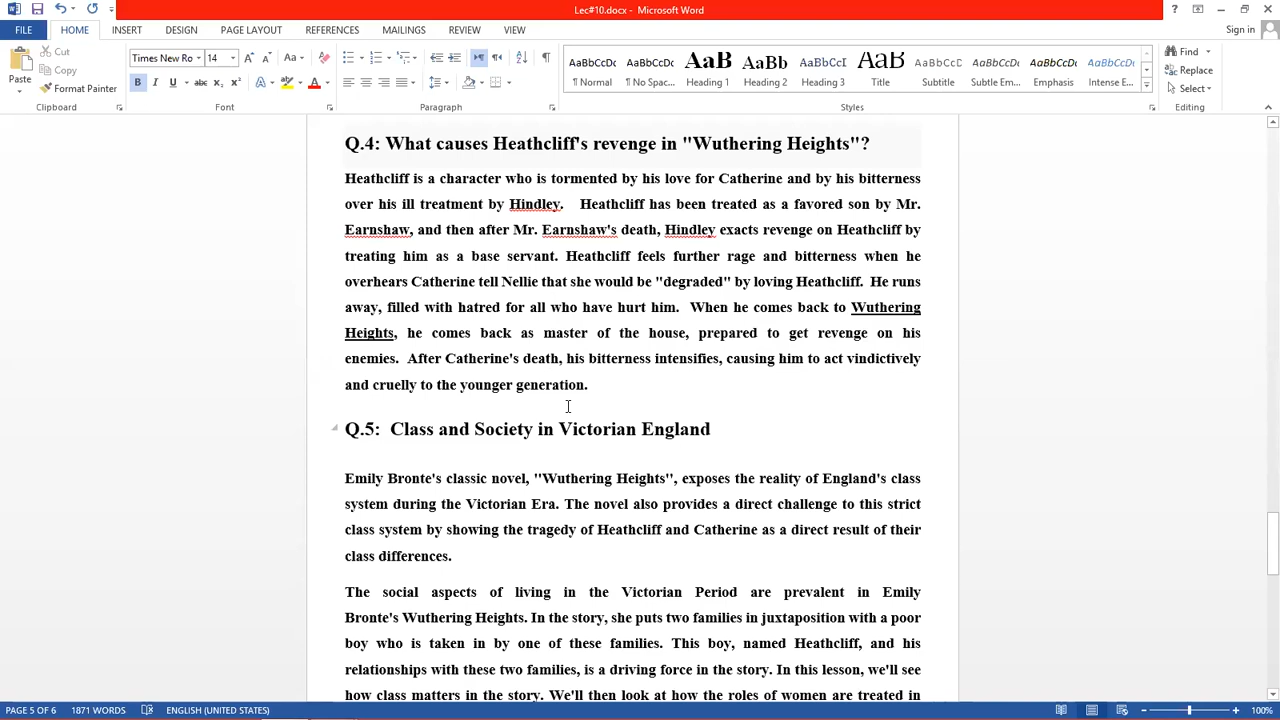 Lec#10.docx - Microsoft Word
Sign in
FILE HOME INSERT DESIGN PAGE LAYOUT REFERENCES MAILINGS REVIEW VIEW
Paste
Cut
Copy
Format Painter
Clipboard
Times New Ro 14
Font
Paragraph
AaBbCcDc AaBbCcDc AaB AaBb AaBbCcI AaB AaBbCcDc AaBbCcDc AaBbCcDc AaBbCcDc
¶ Normal ¶ No Spac... Heading 1 Heading 2 Heading 3 Title Subtitle Subtle Em... Emphasis Intense E...
Styles
Find
Replace
Select
Editing
Q.4: What causes Heathcliff's revenge in "Wuthering Heights"?
Heathcliff is a character who is tormented by his love for Catherine and by his bitterness
over his ill treatment by Hindley. Heathcliff has been treated as a favored son by Mr.
Earnshaw, and then after Mr. Earnshaw's death, Hindley exacts revenge on Heathcliff by
treating him as a base servant. Heathcliff feels further rage and bitterness when he
overhears Catherine tell Nellie that she would be "degraded" by loving Heathcliff. He runs
away, filled with hatred for all who have hurt him. When he comes back to Wuthering
Heights, he comes back as master of the house, prepared to get revenge on his
enemies. After Catherine's death, his bitterness intensifies, causing him to act vindictively
and cruelly to the younger generation.
Q.5: Class and Society in Victorian England
Emily Bronte's classic novel, "Wuthering Heights", exposes the reality of England's class
system during the Victorian Era. The novel also provides a direct challenge to this strict
class system by showing the tragedy of Heathcliff and Catherine as a direct result of their
class differences.
The social aspects of living in the Victorian Period are prevalent in Emily
Bronte's Wuthering Heights. In the story, she puts two families in juxtaposition with a poor
boy who is taken in by one of these families. This boy, named Heathcliff, and his
relationships with these two families, is a driving force in the story. In this lesson, we'll see
how class matters in the story. We'll then look at how the roles of women are treated in
PAGE 5 OF 6 1871 WORDS ENGLISH (UNITED STATES) 100%